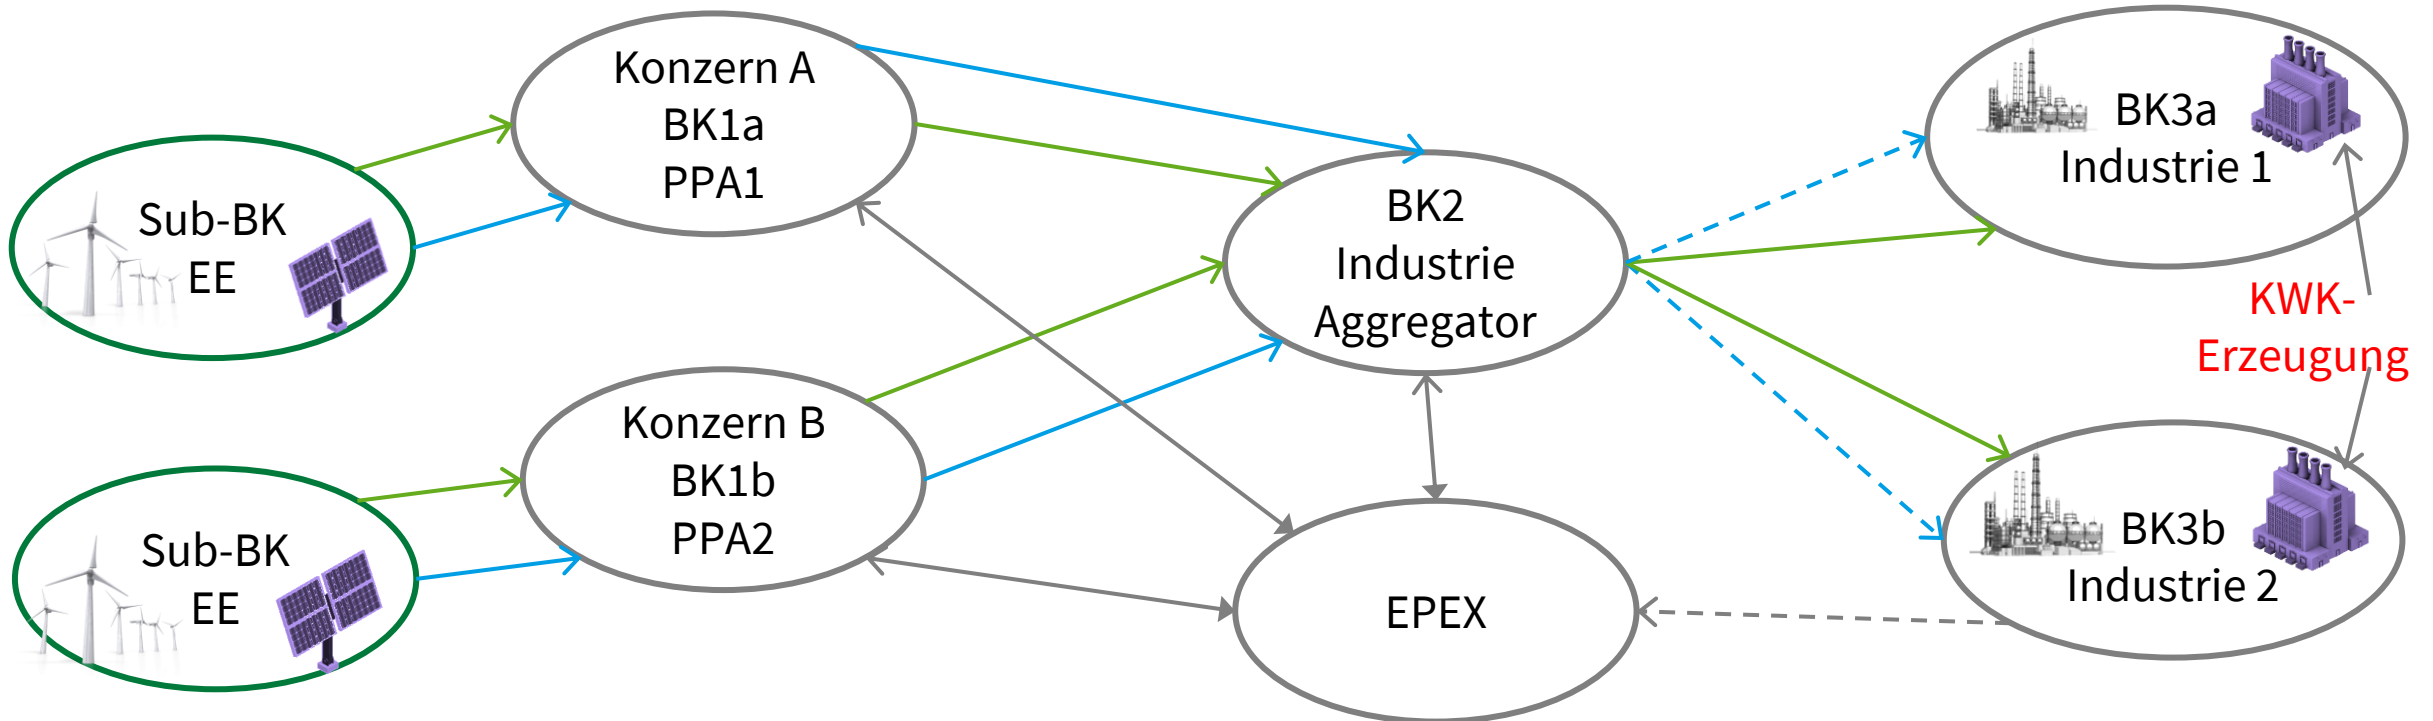 Konzern A
BK1a
PPA1
Sub-BK
EE
BK3a
Industrie 1
BK2
Industrie
Aggregator
KWK-
Erzeugung
Konzern B
BK1b
PPA2
Sub-BK
EE
EPEX
BK3b
Industrie 2